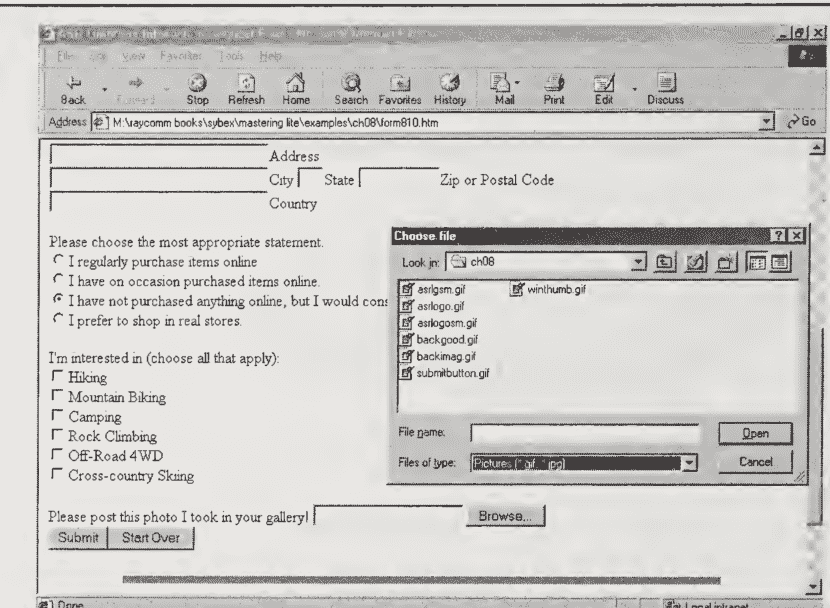 File View Favorites Tools Help
Back Forward Stop Refresh Home Search Favorites History Mail Print Edit Discuss
Address M:\raycomm books\sybex\mastering lite\examples\ch08\form810.htm Go
Address
City State Zip or Postal Code
Country
Please choose the most appropriate statement.
I regularly purchase items online
I have on occasion purchased items online.
I have not purchased anything online, but I would cons
I prefer to shop in real stores.
I'm interested in (choose all that apply):
Hiking
Mountain Biking
Camping
Rock Climbing
Off-Road 4WD
Cross-country Skiing
Please post this photo I took in your gallery! Browse...
Submit Start Over
Choose file
Look in: ch08
asrlgsm.gif winthumb.gif
asrlogo.gif
asrlogosm.gif
backgood.gif
backimag.gif
submitbutton.gif
File name: Open
Files of type: Pictures (*.gif, *.jpg) Cancel
Done Local intranet